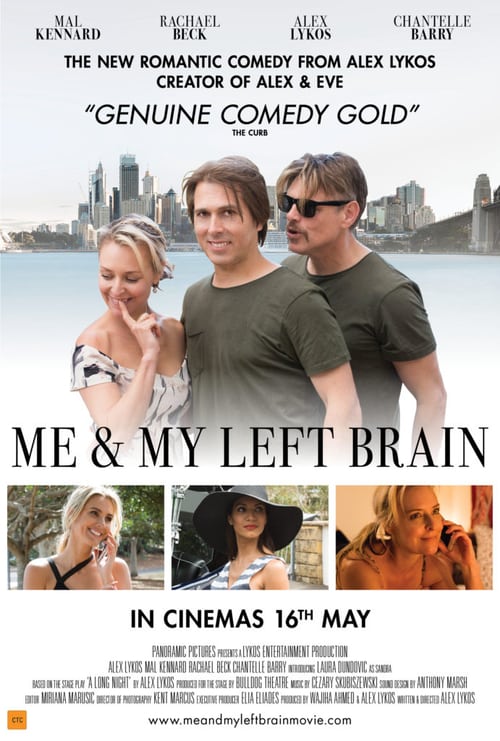 MAL KENNARD
RACHAEL BECK
ALEX LYKOS
CHANTELLE BARRY
THE NEW ROMANTIC COMEDY FROM ALEX LYKOS
CREATOR OF ALEX & EVE
"GENUINE COMEDY GOLD"
THE CURB
ME & MY LEFT BRAIN
IN CINEMAS 16TH MAY
PANORAMIC PICTURES PRESENTS A LYKOS ENTERTAINMENT PRODUCTION
ALEX LYKOS MAL KENNARD RACHAEL BECK CHANTELLE BARRY INTRODUCING LAURA DUNDOVIC AS SANDRA
BASED ON THE STAGE PLAY 'A LONG NIGHT' BY ALEX LYKOS PRODUCED FOR THE STAGE BY BULLDOG THEATRE MUSIC BY CEZARY SKUBISZEWSKI SOUND DESIGN BY ANTHONY MARSH
EDITOR MIRIANA MARUSIC DIRECTOR OF PHOTOGRAPHY KENT MARCUS EXECUTIVE PRODUCER ELIA ELIADES PRODUCED BY WAJIHA AHMED & ALEX LYKOS WRITTEN & DIRECTED ALEX LYKOS
CTC
www.meandmyleftbrainmovie.com